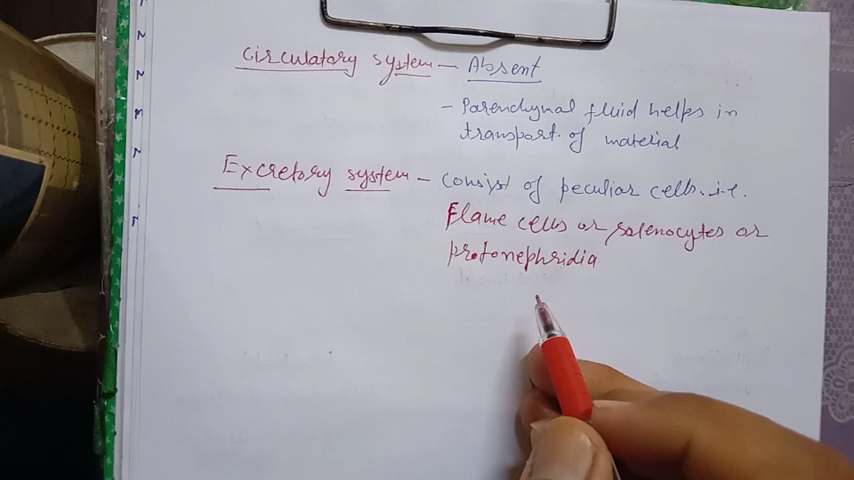 circulatory system - Absent
- Parenchymal fluid helps in
transport of material
Excretory system - consist of peculiar cells. i.e.
Flame cells or solenocytes or
protonephridia